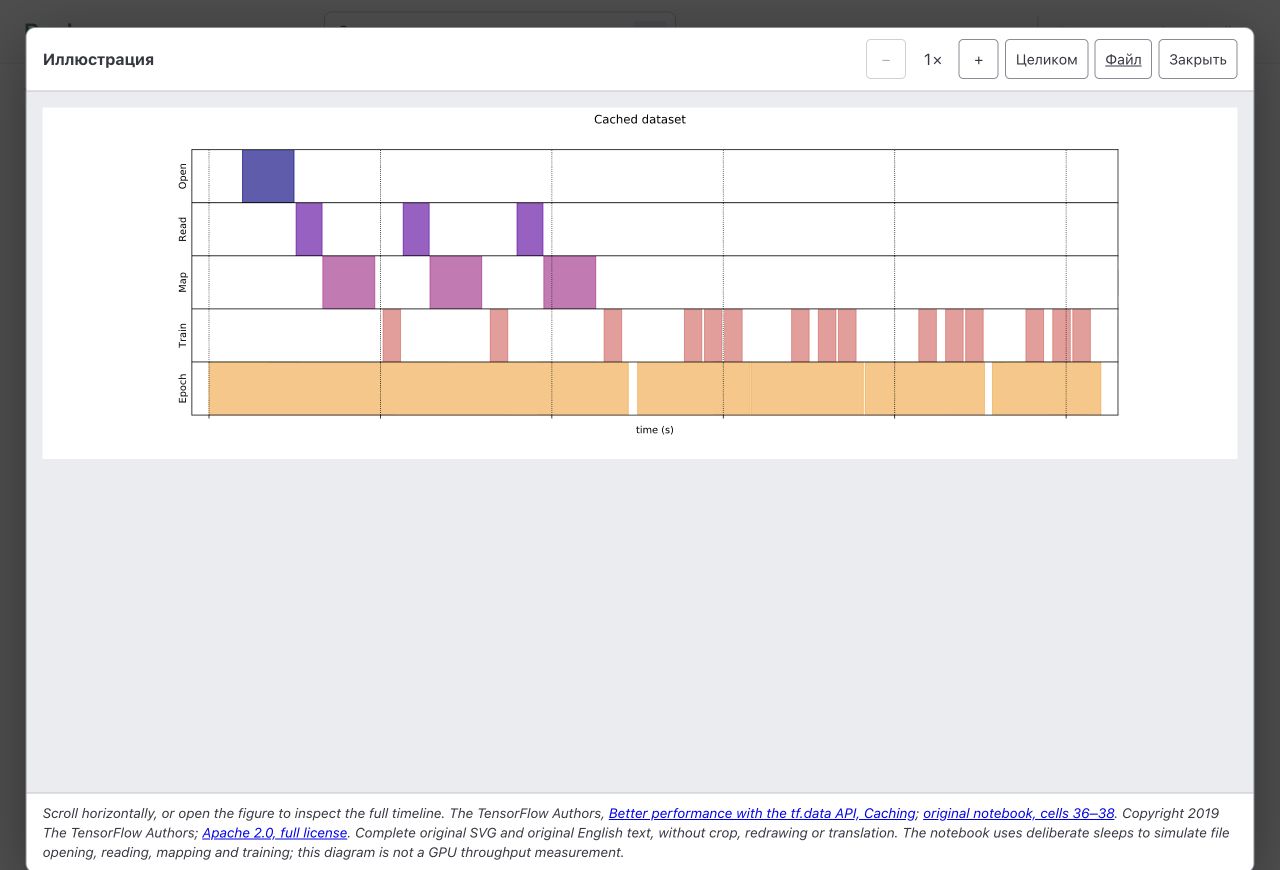 Иллюстрация
− 1× + Целиком Файл Закрыть
Cached dataset
Open
Read
Map
Train
Epoch
time (s)
Scroll horizontally, or open the figure to inspect the full timeline. The TensorFlow Authors, Better performance with the tf.data API, Caching; original notebook, cells 36–38. Copyright 2019
The TensorFlow Authors; Apache 2.0, full license. Complete original SVG and original English text, without crop, redrawing or translation. The notebook uses deliberate sleeps to simulate file
opening, reading, mapping and training; this diagram is not a GPU throughput measurement.